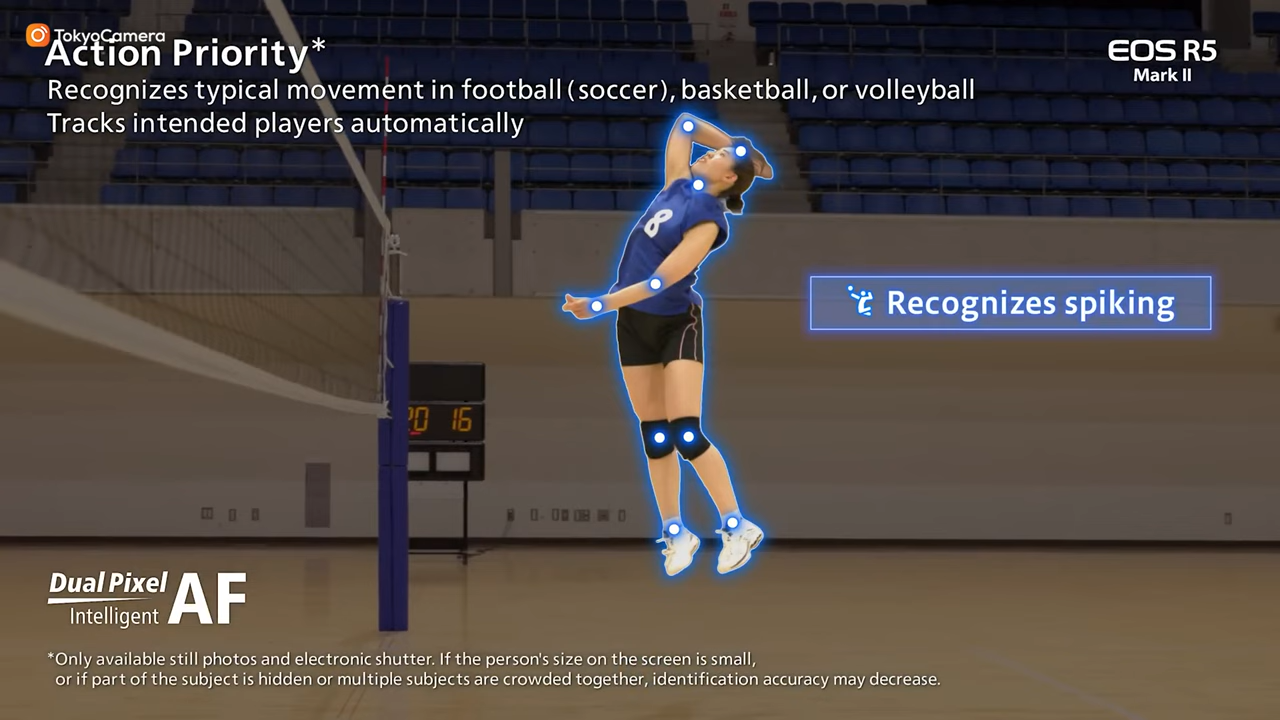 TokyoCamera
Action Priority*
EOS R5
Mark II
Recognizes typical movement in football (soccer), basketball, or volleyball
Tracks intended players automatically
8
Recognizes spiking
20 16
Dual Pixel
Intelligent AF
*Only available still photos and electronic shutter. If the person's size on the screen is small,
or if part of the subject is hidden or multiple subjects are crowded together, identification accuracy may decrease.